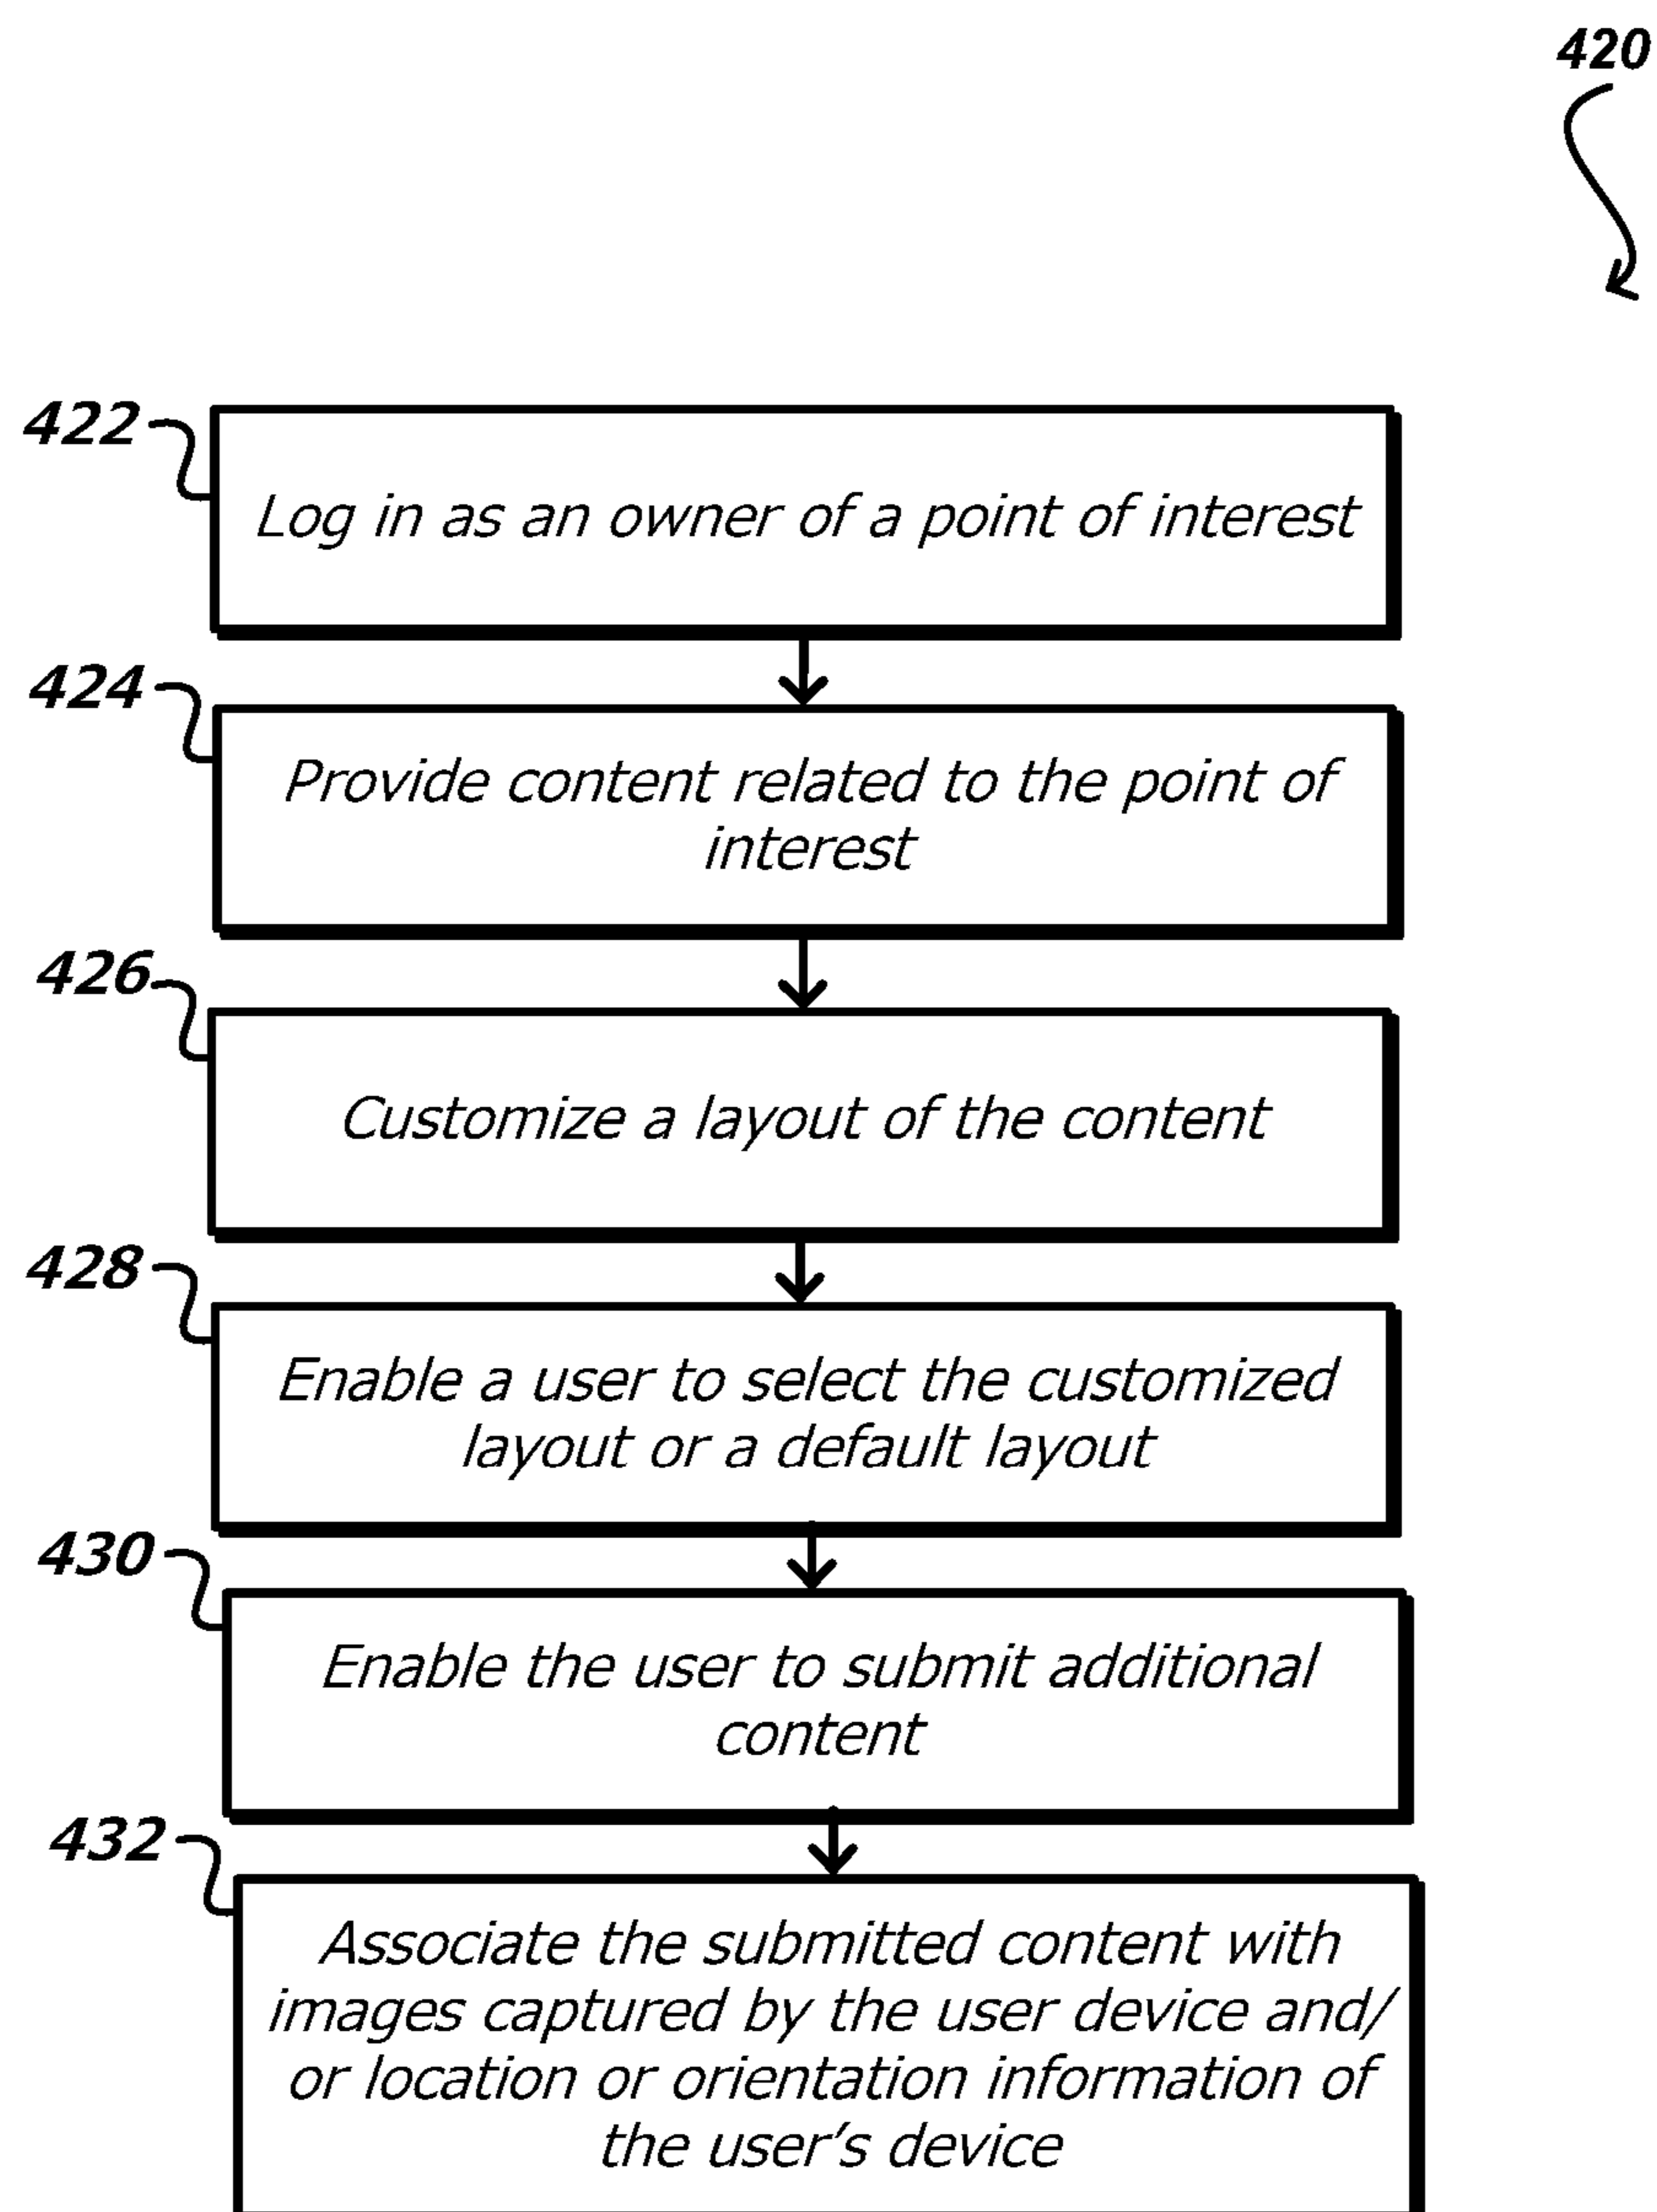 420
422
Log in as an owner of a point of interest
424
Provide content related to the point of
interest
426
Customize a layout of the content
428
Enable a user to select the customized
layout or a default layout
430
Enable the user to submit additional
content
432
Associate the submitted content with
images captured by the user device and/
or location or orientation information of
the user's device